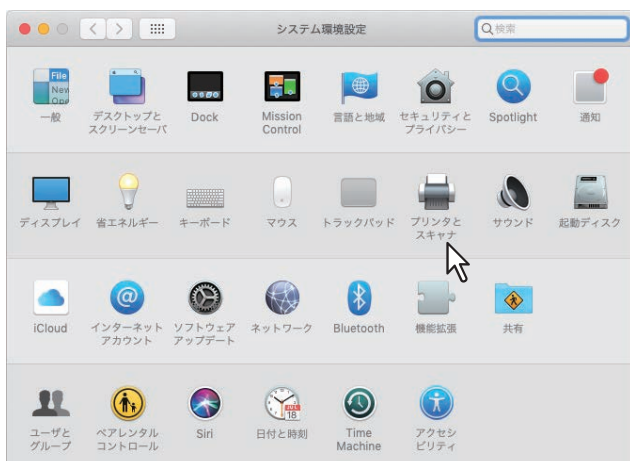 システム環境設定
検索
File
New
Ope
一般
デスクトップと
スクリーンセーバ
Dock
Mission
Control
言語と地域
セキュリティと
プライバシー
Spotlight
通知
ディスプレイ
省エネルギー
キーボード
マウス
トラックパッド
プリンタと
スキャナ
サウンド
起動ディスク
iCloud
インターネット
アカウント
ソフトウェア
アップデート
ネットワーク
Bluetooth
機能拡張
共有
ユーザと
グループ
ペアレンタル
コントロール
Siri
JUL
18
日付と時刻
Time
Machine
アクセシ
ビリティ